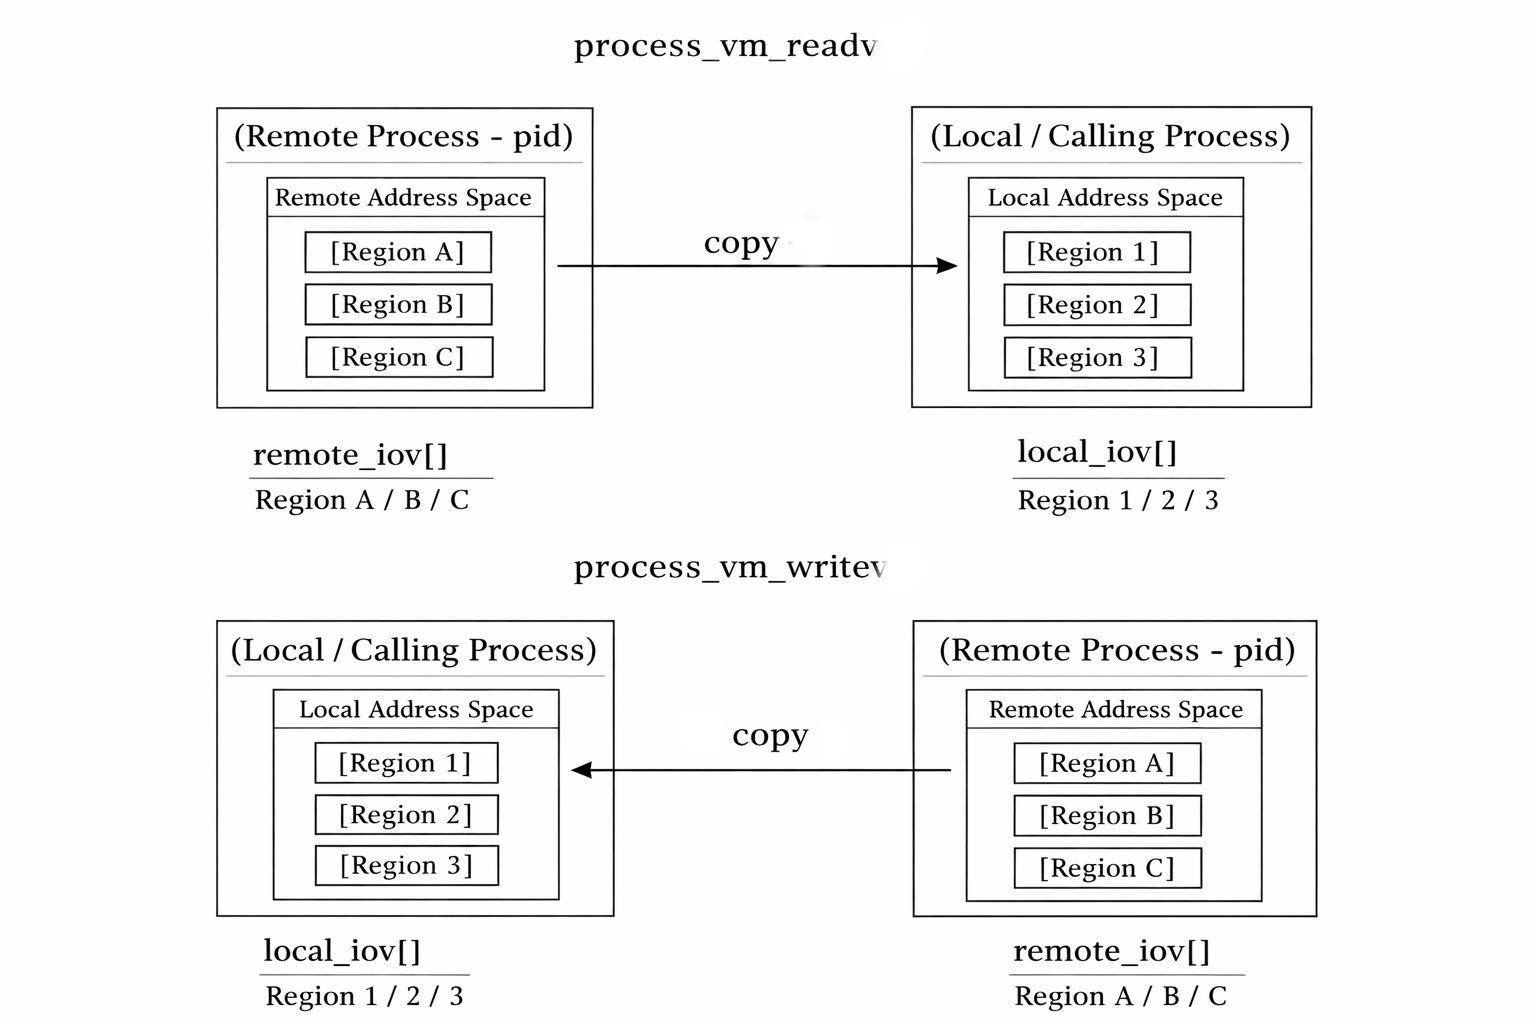 process_vm_readv
(Remote Process - pid)
Remote Address Space
[Region A]
[Region B]
[Region C]
remote_iov[]
Region A / B / C
copy
(Local / Calling Process)
Local Address Space
[Region 1]
[Region 2]
[Region 3]
local_iov[]
Region 1 / 2 / 3
process_vm_writev
(Local / Calling Process)
Local Address Space
[Region 1]
[Region 2]
[Region 3]
local_iov[]
Region 1 / 2 / 3
copy
(Remote Process - pid)
Remote Address Space
[Region A]
[Region B]
[Region C]
remote_iov[]
Region A / B / C